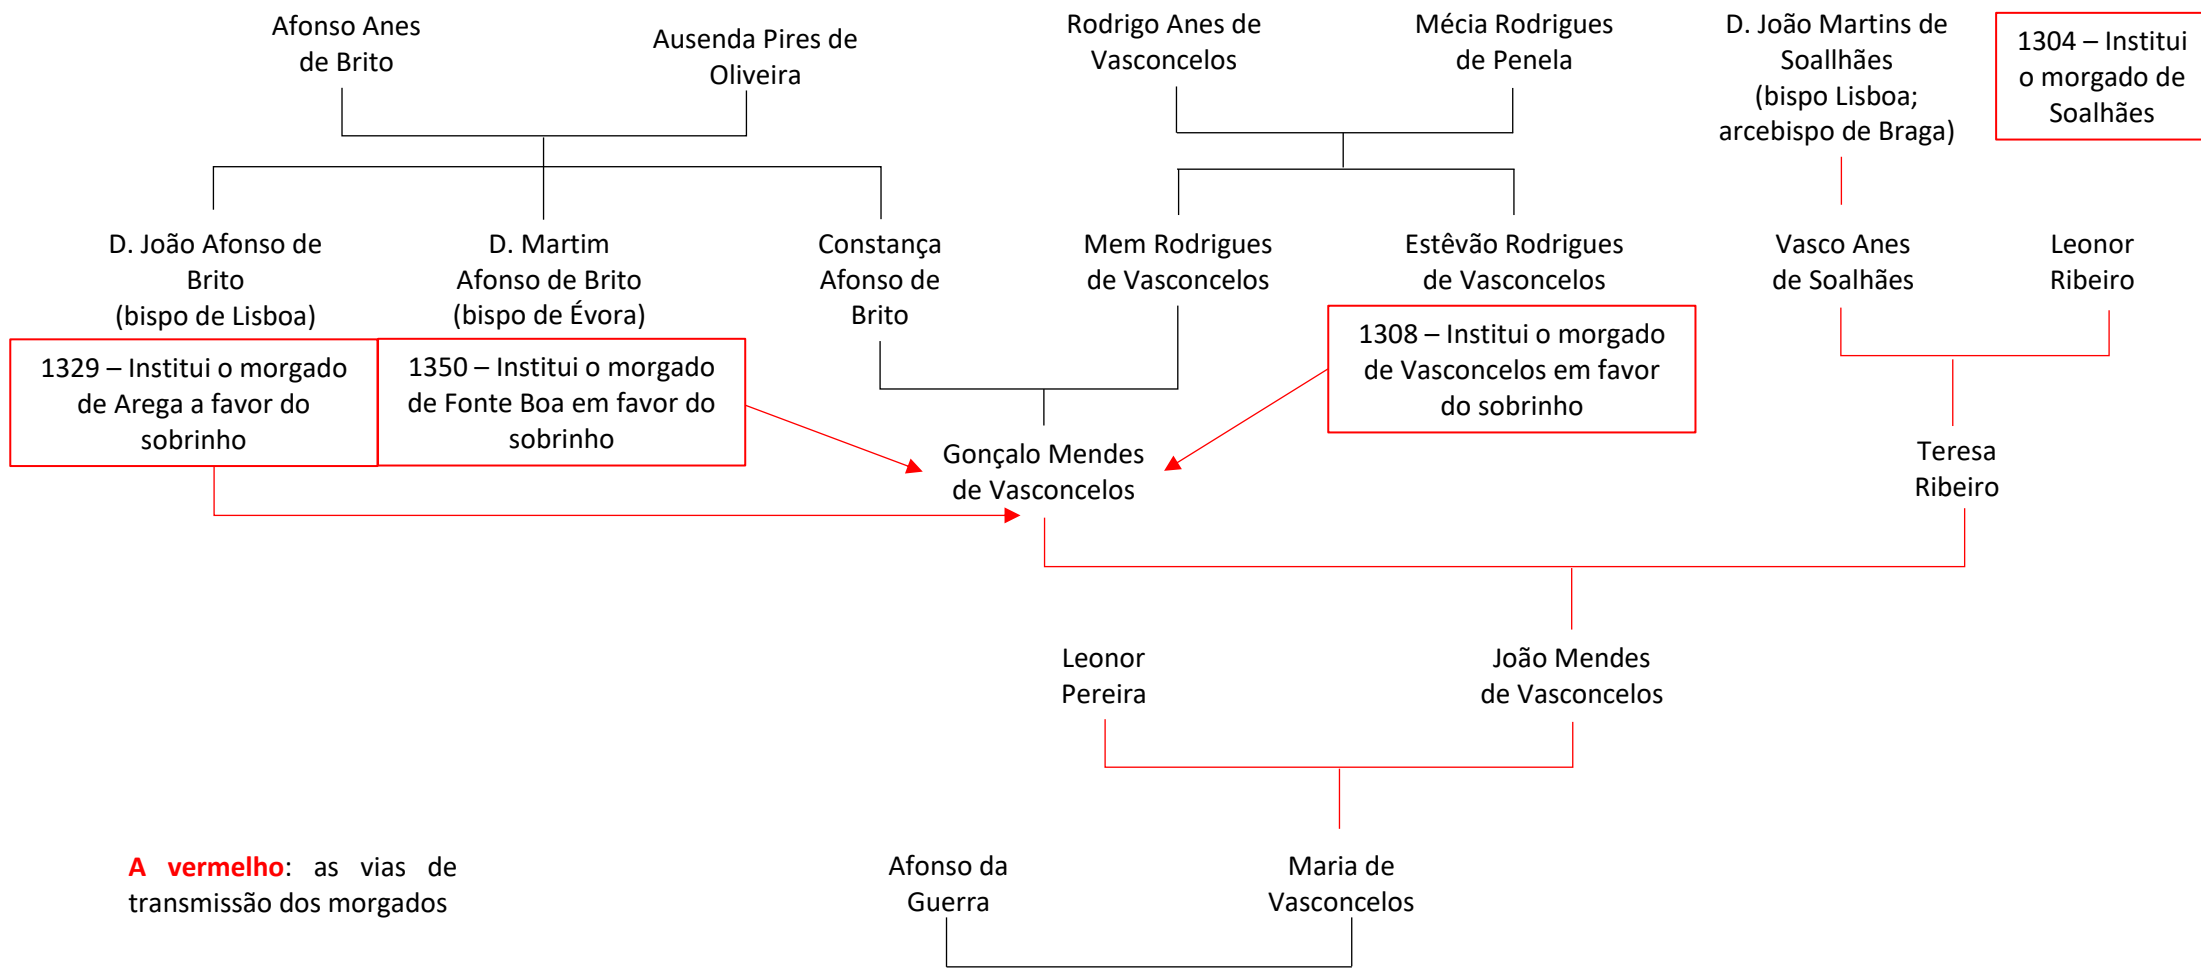 Afonso Anes
de Brito
Ausenda Pires de
Oliveira
Rodrigo Anes de
Vasconcelos
Mécia Rodrigues
de Penela
D. João Martins de
Soallhães
(bispo Lisboa;
arcebispo de Braga)
1304 – Institui
o morgado de
Soalhães
D. João Afonso de
Brito
(bispo de Lisboa)
D. Martim
Afonso de Brito
(bispo de Évora)
Constança
Afonso de
Brito
Mem Rodrigues
de Vasconcelos
Estêvão Rodrigues
de Vasconcelos
Vasco Anes
de Soalhães
Leonor
Ribeiro
1329 – Institui o morgado
de Arega a favor do
sobrinho
1350 – Institui o morgado
de Fonte Boa em favor do
sobrinho
1308 – Institui o morgado
de Vasconcelos em favor
do sobrinho
Gonçalo Mendes
de Vasconcelos
Teresa
Ribeiro
Leonor
Pereira
João Mendes
de Vasconcelos
A vermelho: as vias de
transmissão dos morgados
Afonso da
Guerra
Maria de
Vasconcelos